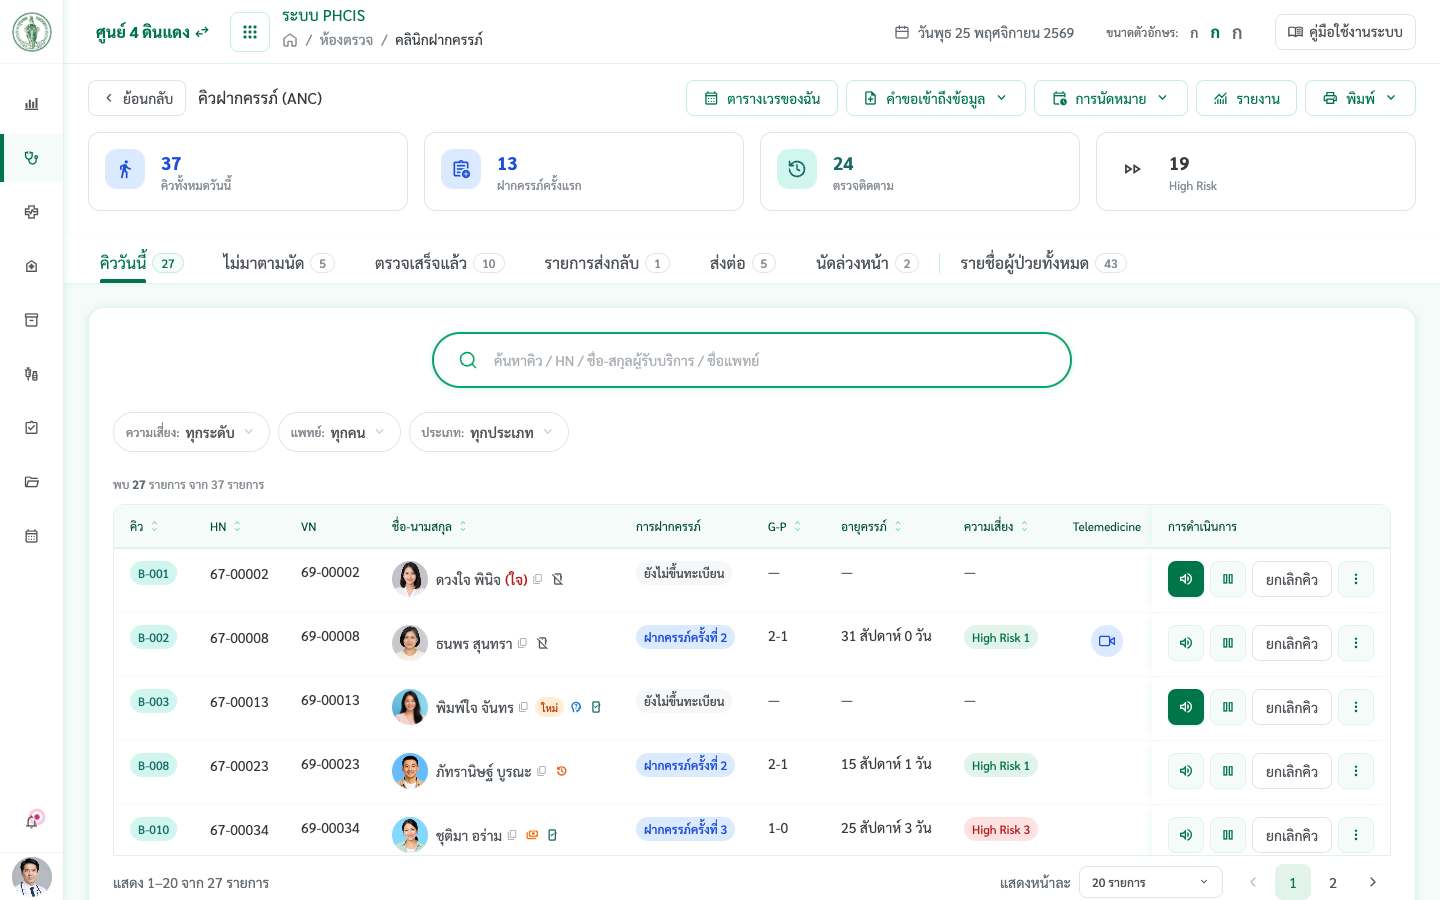 ศูนย์ 4 ดินแดง
ระบบ PHCIS
/ ห้องตรวจ / คลินิกฝากครรภ์
วันพุธ 25 พฤศจิกายน 2569
ขนาดตัวอักษร: ก ก ก
คู่มือใช้งานระบบ
ย้อนกลับ
คิวฝากครรภ์ (ANC)
ตารางเวรของฉัน
คำขอเข้าถึงข้อมูล
การนัดหมาย
รายงาน
พิมพ์
37
คิวทั้งหมดวันนี้
13
ฝากครรภ์ครั้งแรก
24
ตรวจติดตาม
19
High Risk
คิววันนี้ 27
ไม่มาตามนัด 5
ตรวจเสร็จแล้ว 10
รายการส่งกลับ 1
ส่งต่อ 5
นัดล่วงหน้า 2
รายชื่อผู้ป่วยทั้งหมด 43
ค้นหาคิว / HN / ชื่อ-สกุลผู้รับบริการ / ชื่อแพทย์
ความเสี่ยง: ทุกระดับ
แพทย์: ทุกคน
ประเภท: ทุกประเภท
พบ 27 รายการ จาก 37 รายการ
คิว HN VN ชื่อ-นามสกุล การฝากครรภ์ G-P อายุครรภ์ ความเสี่ยง Telemedicine การดำเนินการ
B-001 67-00002 69-00002 ดวงใจ พินิจ (ใจ) ยังไม่ขึ้นทะเบียน — — — ยกเลิกคิว
B-002 67-00008 69-00008 ธนพร สุนทรา ฝากครรภ์ครั้งที่ 2 2-1 31 สัปดาห์ 0 วัน High Risk 1 ยกเลิกคิว
B-003 67-00013 69-00013 พิมพ์ใจ จันทร ใหม่ ยังไม่ขึ้นทะเบียน — — — ยกเลิกคิว
B-008 67-00023 69-00023 ภัทรานิษฐ์ บูรณะ ฝากครรภ์ครั้งที่ 2 2-1 15 สัปดาห์ 1 วัน High Risk 1 ยกเลิกคิว
B-010 67-00034 69-00034 ชุติมา อร่าม ฝากครรภ์ครั้งที่ 3 1-0 25 สัปดาห์ 3 วัน High Risk 3 ยกเลิกคิว
แสดง 1–20 จาก 27 รายการ
แสดงหน้าละ 20 รายการ 1 2